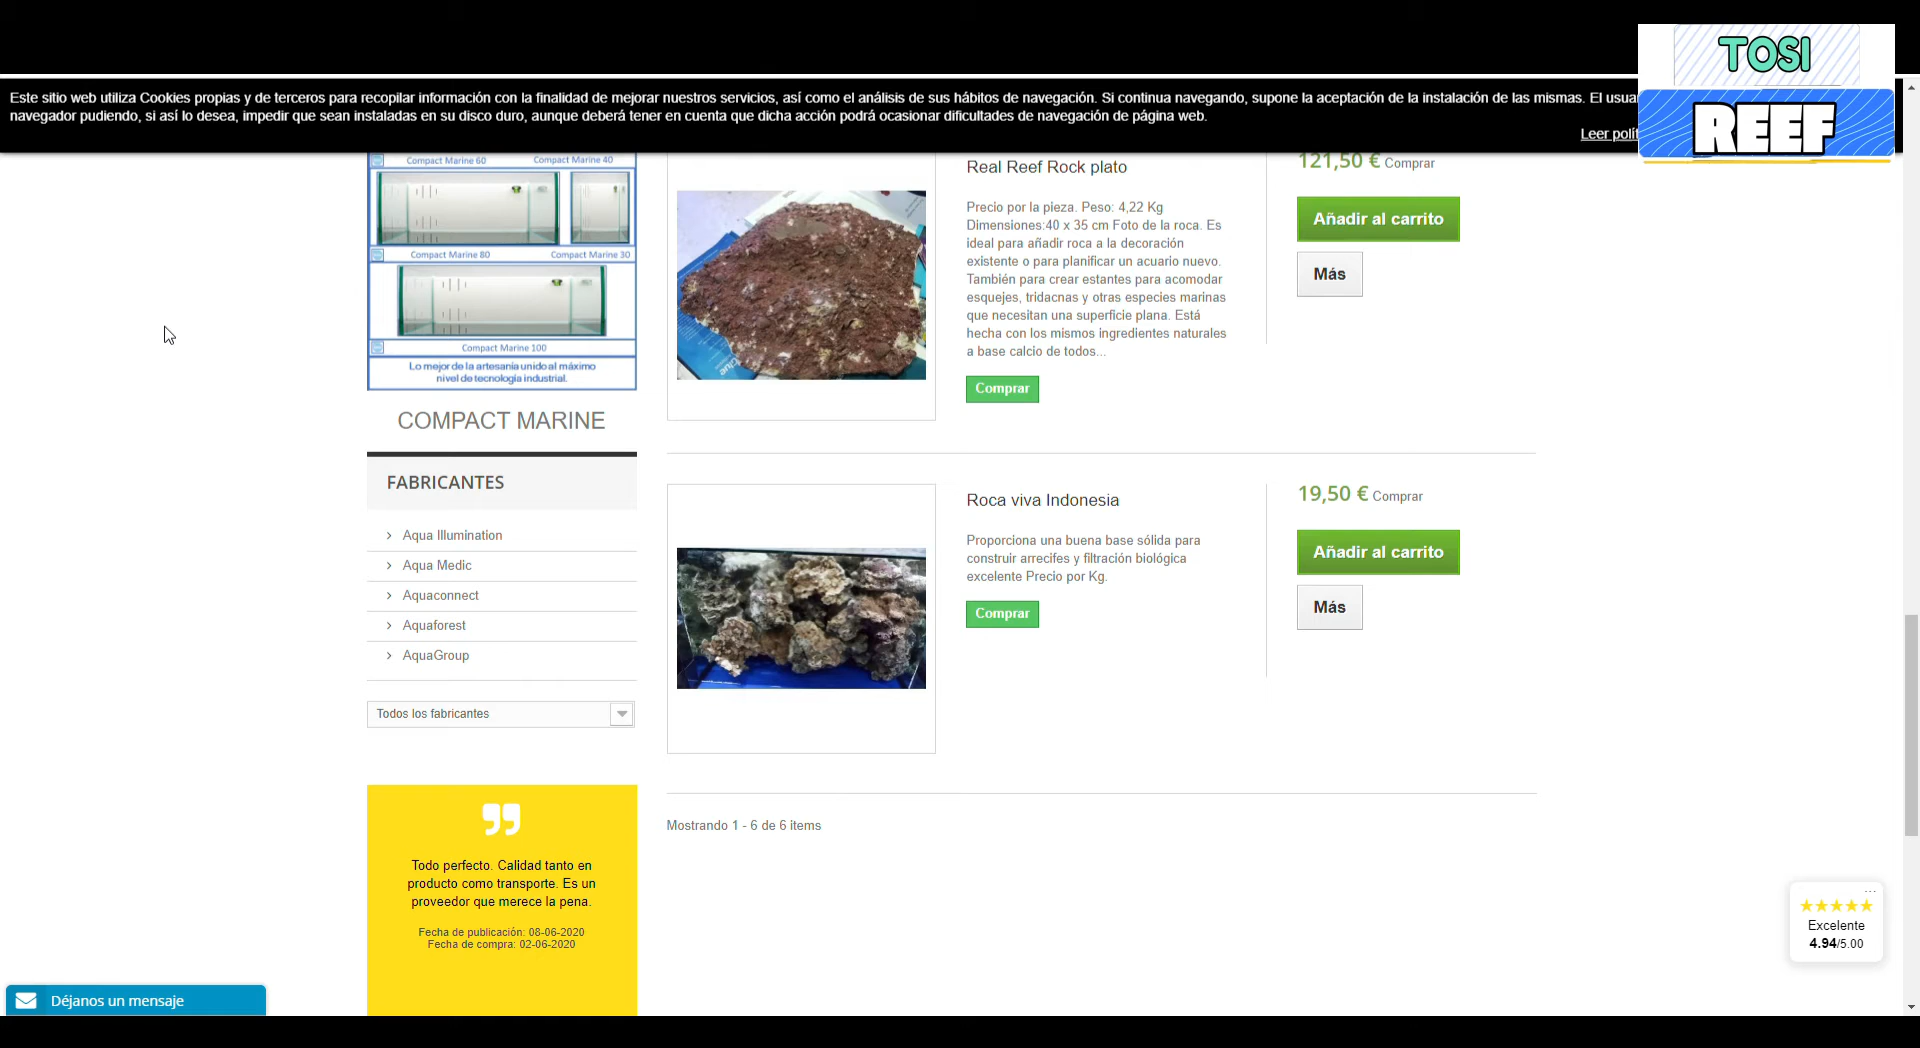 TOSI
REEF
Este sitio web utiliza Cookies propias y de terceros para recopilar información con la finalidad de mejorar nuestros servicios, así como el análisis de sus hábitos de navegación. Si continua navegando, supone la aceptación de la instalación de las mismas. El
navegador pudiendo, si así lo desea, impedir que sean instaladas en su disco duro, aunque deberá tener en cuenta que dicha acción podrá ocasionar dificultades de navegación de página web.
Leer
Compact Marine 60 Compact Marine 40
Compact Marine 80 Compact Marine 30
Compact Marine 100
Lo mejor de la artesanía unido al máximo
nivel de tecnología industrial.
COMPACT MARINE
FABRICANTES
Aqua Illumination
Aqua Medic
Aquaconnect
Aquaforest
AquaGroup
Todos los fabricantes
Todo perfecto. Calidad tanto en
producto como transporte. Es un
proveedor que merece la pena.
Fecha de publicación: 08-06-2020
Fecha de compra: 02-06-2020
Déjanos un mensaje
Real Reef Rock plato
Precio por la pieza. Peso: 4,22 Kg
Dimensiones:40 x 35 cm Foto de la roca. Es
ideal para añadir roca a la decoración
existente o para planificar un acuario nuevo.
También para crear estantes para acomodar
esquejes, tridacnas y otras especies marinas
que necesitan una superficie plana. Está
hecha con los mismos ingredientes naturales
a base calcio de todos...
Comprar
121,50 € Comprar
Añadir al carrito
Más
Roca viva Indonesia
Proporciona una buena base sólida para
construir arrecifes y filtración biológica
excelente Precio por Kg.
Comprar
19,50 € Comprar
Añadir al carrito
Más
Mostrando 1 - 6 de 6 items
...
Excelente
4.94/5.00